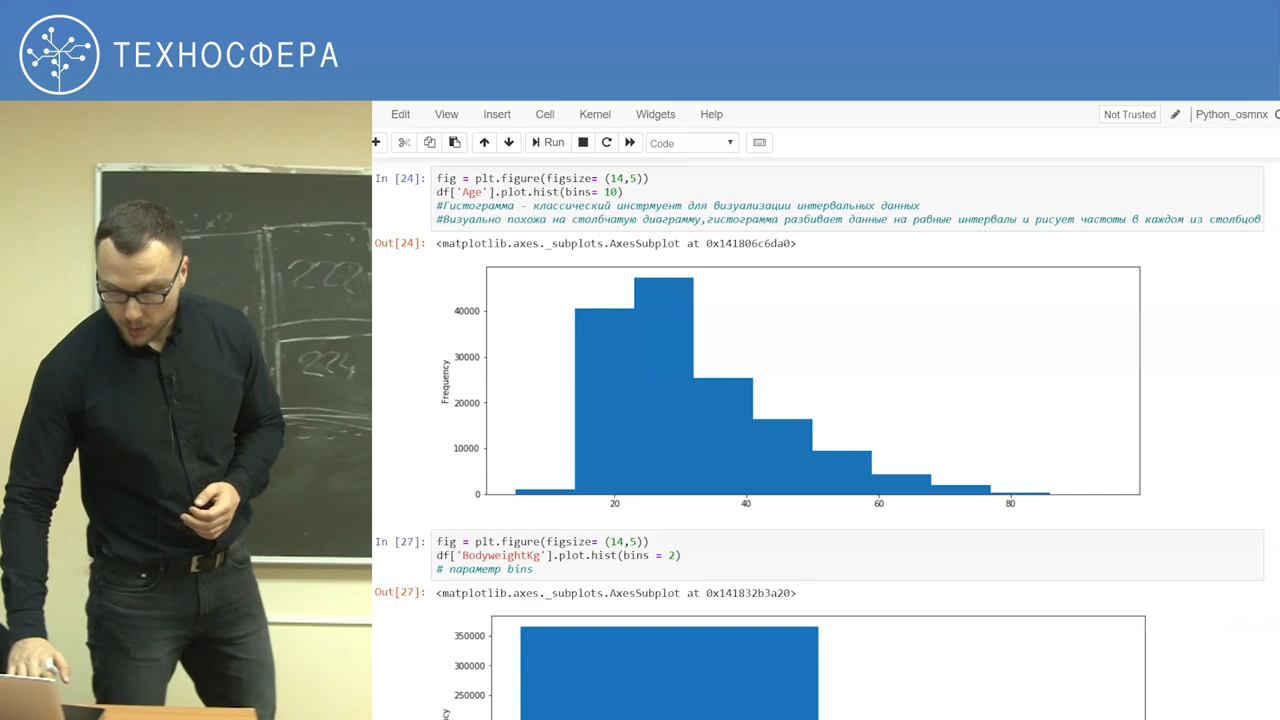 ТЕХНОСФЕРА
Edit View Insert Cell Kernel Widgets Help
Not Trusted
Python_osmnx
Run
Code
In [24]:
fig = plt.figure(figsize= (14,5))
df['Age'].plot.hist(bins= 10)
#Гистограмма - классический инстрмуент для визуализации интервальных данных
#Визуально похожа на столбчатую диаграмму,гистограмма разбивает данные на равные интервалы и рисует частоты в каждом из столбцов
Out[24]:
<matplotlib.axes._subplots.AxesSubplot at 0x141806c6da0>
40000
30000
20000
10000
0
Frequency
20 40 60 80
In [27]:
fig = plt.figure(figsize= (14,5))
df['BodyweightKg'].plot.hist(bins = 2)
# параметр bins
Out[27]:
<matplotlib.axes._subplots.AxesSubplot at 0x141832b3a20>
350000
300000
250000
224